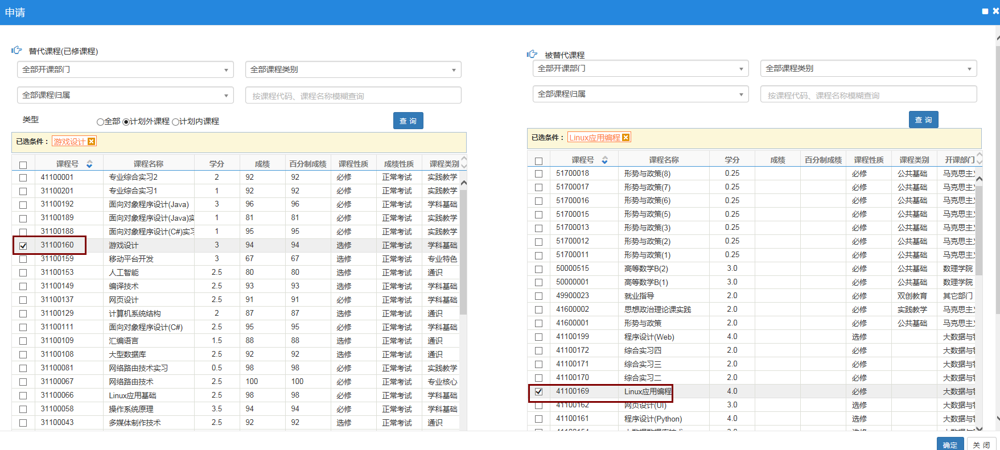 申请
替代课程(已修课程)
全部开课部门 全部课程类别
全部课程归属 按课程代码、课程名称模糊查询
类型 全部 计划外课程 计划内课程 查 询
已选条件： 游戏设计
课程号 课程名称 学分 成绩 百分制成绩 课程性质 成绩性质 课程类别
41100001 专业综合实习2 2 92 92 必修 正常考试 实践教学
31100201 专业综合实习1 1 92 92 必修 正常考试 实践教学
31100192 面向对象程序设计(Java) 3 96 96 必修 正常考试 学科基础
31100189 面向对象程序设计(Java)实 1 81 81 必修 正常考试 实践教学
31100188 面向对象程序设计(C#)实习 1 95 95 必修 正常考试 实践教学
31100160 游戏设计 3 94 94 选修 正常考试 学科基础
31100159 移动平台开发 3 67 67 选修 正常考试 专业特色
31100153 人工智能 2.5 80 80 选修 正常考试 通识
31100149 编译技术 2.5 93 93 选修 正常考试 学科基础
31100137 网页设计 2.5 91 91 必修 正常考试 学科基础
31100129 计算机系统结构 2 87 87 选修 正常考试 通识
31100111 面向对象程序设计(C#) 2.5 95 95 必修 正常考试 学科基础
31100109 汇编语言 1.5 88 88 选修 正常考试 通识
31100108 大型数据库 2.5 92 92 选修 正常考试 通识
31100081 网络路由技术实习 0.5 98 98 必修 正常考试 实践教学
31100067 网络路由技术 2.5 100 100 必修 正常考试 专业核心
31100066 Linux应用基础 2.5 98 98 必修 正常考试 学科基础
31100058 操作系统原理 3.5 94 94 必修 正常考试 学科基础
31100043 多媒体制作技术 2.5 92 92 选修 正常考试 通识
被替代课程
全部开课部门 全部课程类别
全部课程归属 按课程代码、课程名称模糊查询
查 询
已选条件： Linux应用编程
课程号 课程名称 学分 成绩 百分制成绩 课程性质 课程类别 开课部门
51700018 形势与政策(8) 0.25 必修 公共基础 马克思主义
51700017 形势与政策(7) 0.25 必修 公共基础 马克思主义
51700016 形势与政策(6) 0.25 必修 公共基础 马克思主义
51700015 形势与政策(5) 0.25 必修 公共基础 马克思主义
51700013 形势与政策(3) 0.25 必修 公共基础 马克思主义
51700012 形势与政策(2) 0.25 必修 公共基础 马克思主义
51700011 形势与政策(1) 0.25 必修 公共基础 马克思主义
50000515 高等数学B(2) 3.0 必修 公共基础 数理学院
50000001 高等数学B(1) 3.0 必修 公共基础 数理学院
49900023 就业指导 2.0 必修 双创教育 其它部门
41600002 思想政治理论课实践 2.0 必修 实践教学 马克思主义
41600001 形势与政策 2.0 必修 公共基础 马克思主义
41100199 程序设计(Web) 4.0 选修 大数据与智
41100172 综合实习四 2.0 必修 大数据与智
41100171 综合实习三 2.0 必修 大数据与智
41100170 综合实习二 2.0 必修 大数据与智
41100169 Linux应用编程 4.0 必修 大数据与智
41100162 网页设计(UI) 3.0 选修 大数据与智
41100161 程序设计(Python) 4.0 选修 大数据与智
确定 关 闭